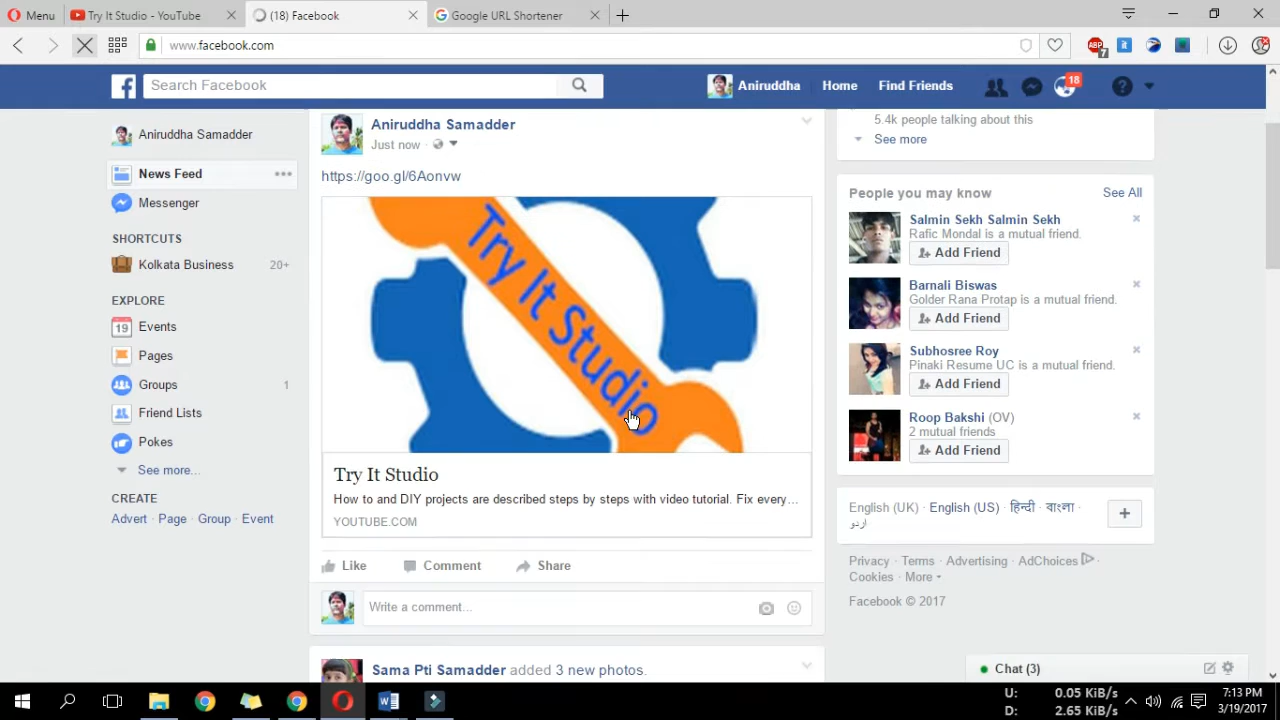 Menu
Try It Studio - YouTube
(18) Facebook
Google URL Shortener
www.facebook.com
ABP
7
Search Facebook
Aniruddha
Home
Find Friends
18
Aniruddha Samadder
News Feed
Messenger
SHORTCUTS
Kolkata Business 20+
EXPLORE
19
Events
Pages
Groups 1
Friend Lists
Pokes
See more...
CREATE
Advert · Page · Group · Event
Aniruddha Samadder
Just now
https://goo.gl/6Aonvw
Try It Studio
Try It Studio
How to and DIY projects are described steps by steps with video tutorial. Fix every…
YOUTUBE.COM
Like
Comment
Share
Write a comment...
Sama Pti Samadder added 3 new photos.
5.4k people talking about this
See more
People you may know
See All
Salmin Sekh Salmin Sekh
Rafic Mondal is a mutual friend.
Add Friend
Barnali Biswas
Golder Rana Protap is a mutual friend.
Add Friend
Subhosree Roy
Pinaki Resume UC is a mutual friend.
Add Friend
Roop Bakshi (OV)
2 mutual friends
Add Friend
English (UK) · English (US) · हिन्दी · বাংলা ·
اردو
Privacy · Terms · Advertising · AdChoices ·
Cookies · More
Facebook © 2017
Chat (3)
U: 0.05 KiB/s
D: 2.65 KiB/s
7:13 PM
3/19/2017